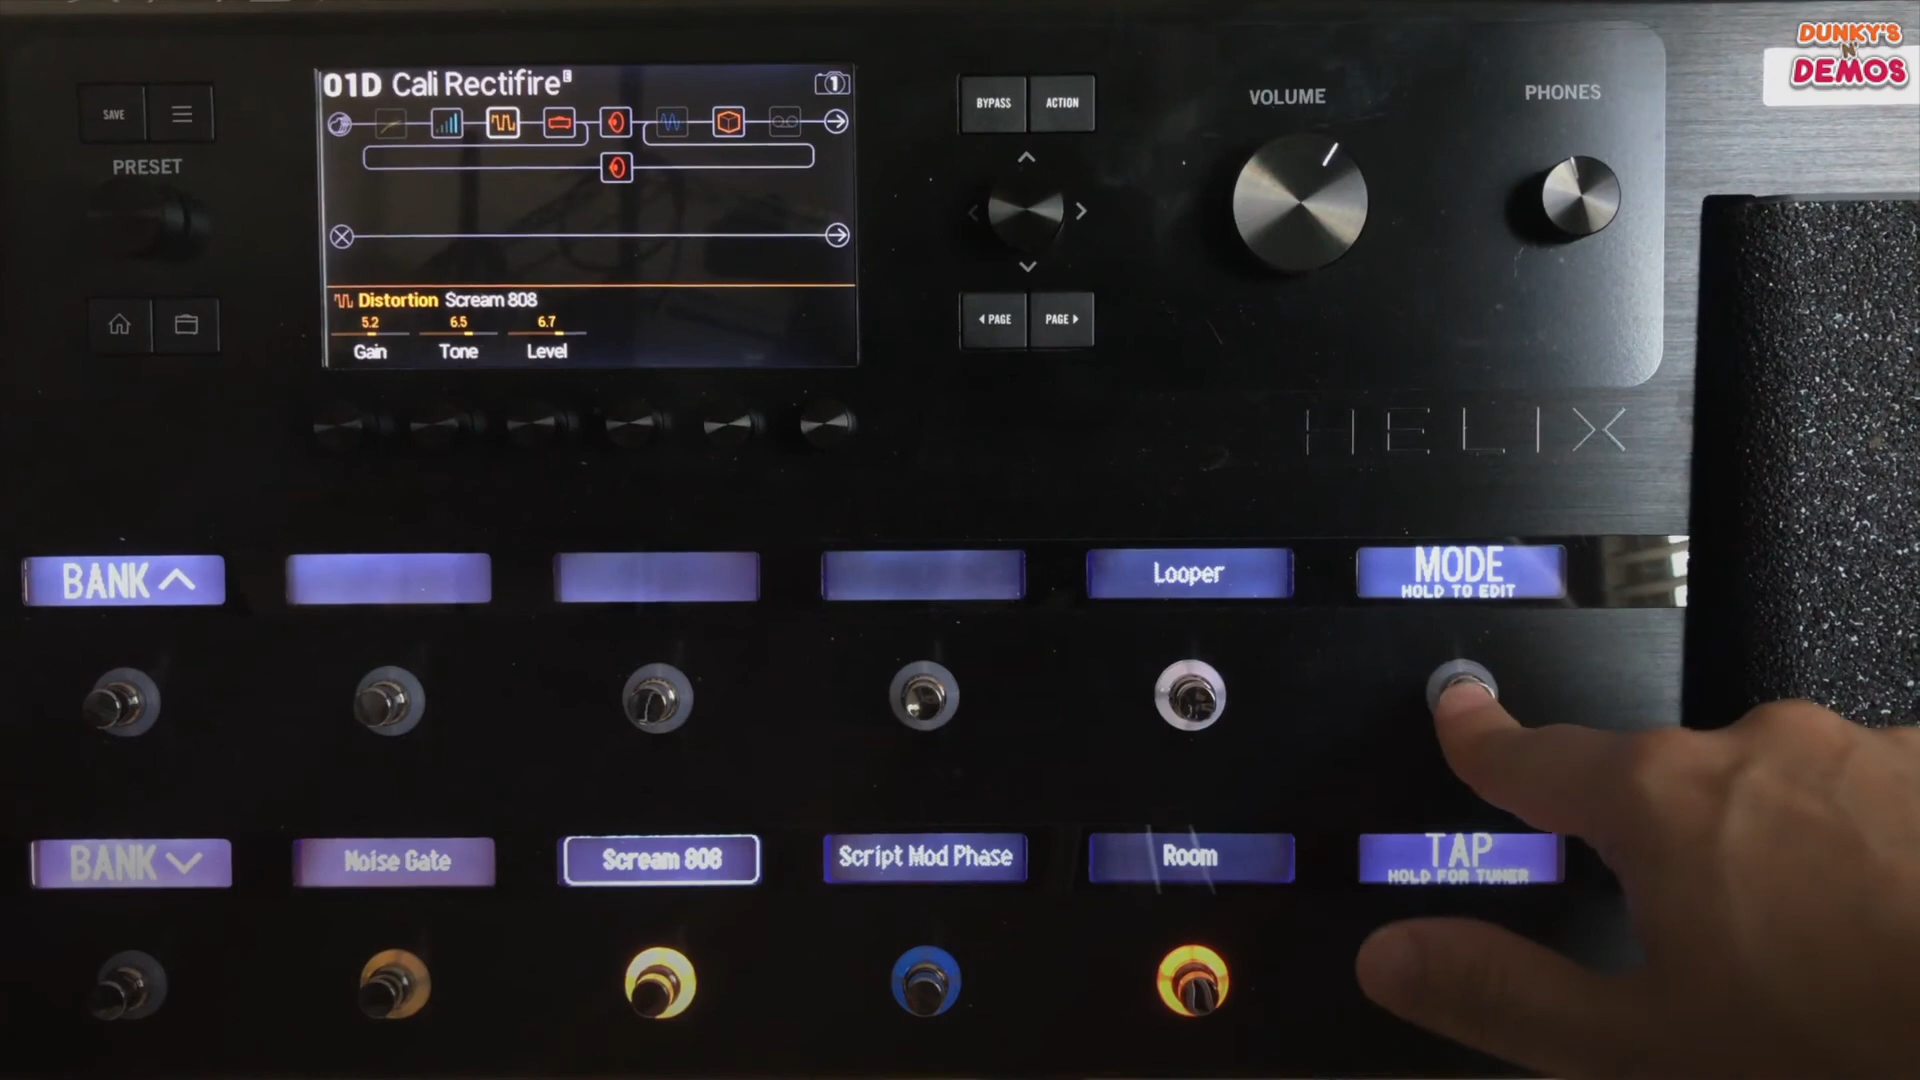 DUNKY'S
N'
DEMOS
01D Cali Rectifire E
1
SAVE
PRESET
BYPASS
ACTION
VOLUME
PHONES
Distortion Scream 808
5.2 6.5 6.7
Gain Tone Level
PAGE
PAGE
HELIX
BANK
Looper
MODE
HOLD TO EDIT
BANK
Noise Gate
Scream 808
Script Mod Phase
Room
TAP
HOLD FOR TUNER